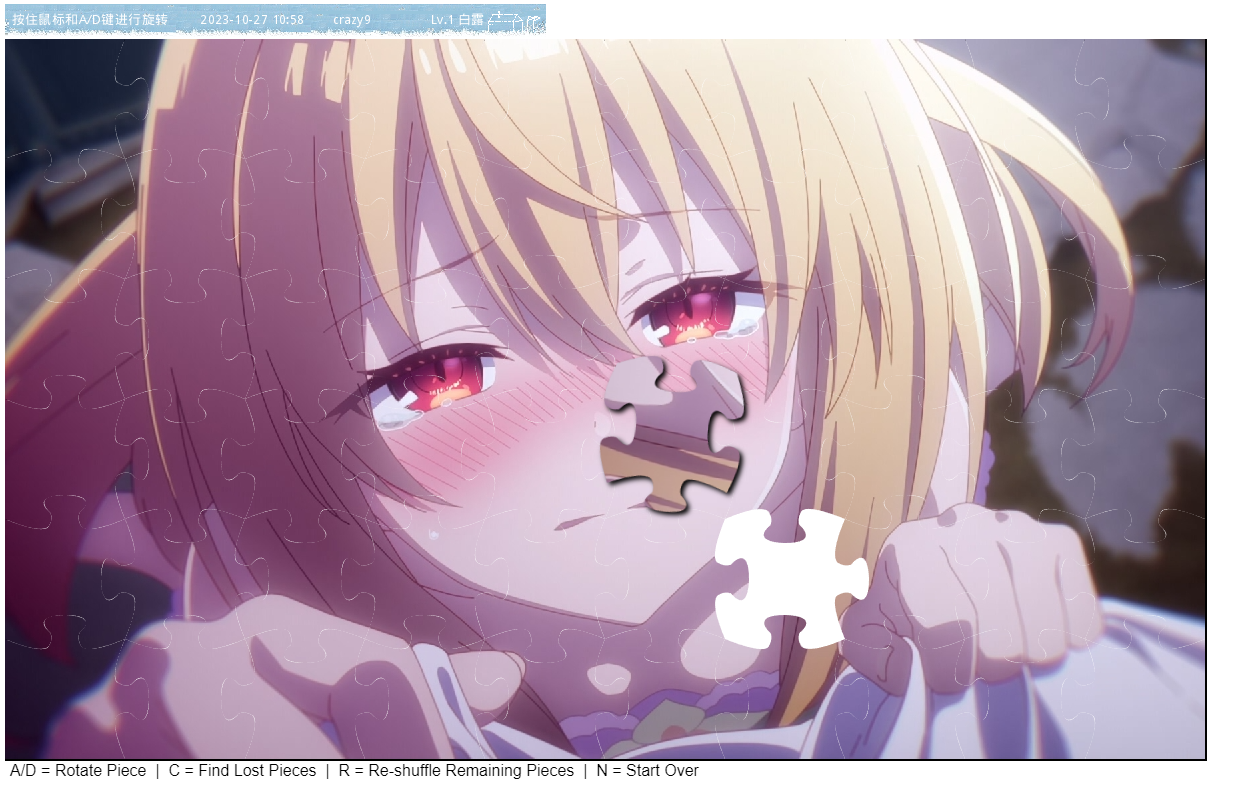 按住鼠标和A/D键进行旋转 2023-10-27 10:58 crazy9 Lv.1 白露
A/D = Rotate Piece | C = Find Lost Pieces | R = Re-shuffle Remaining Pieces | N = Start Over